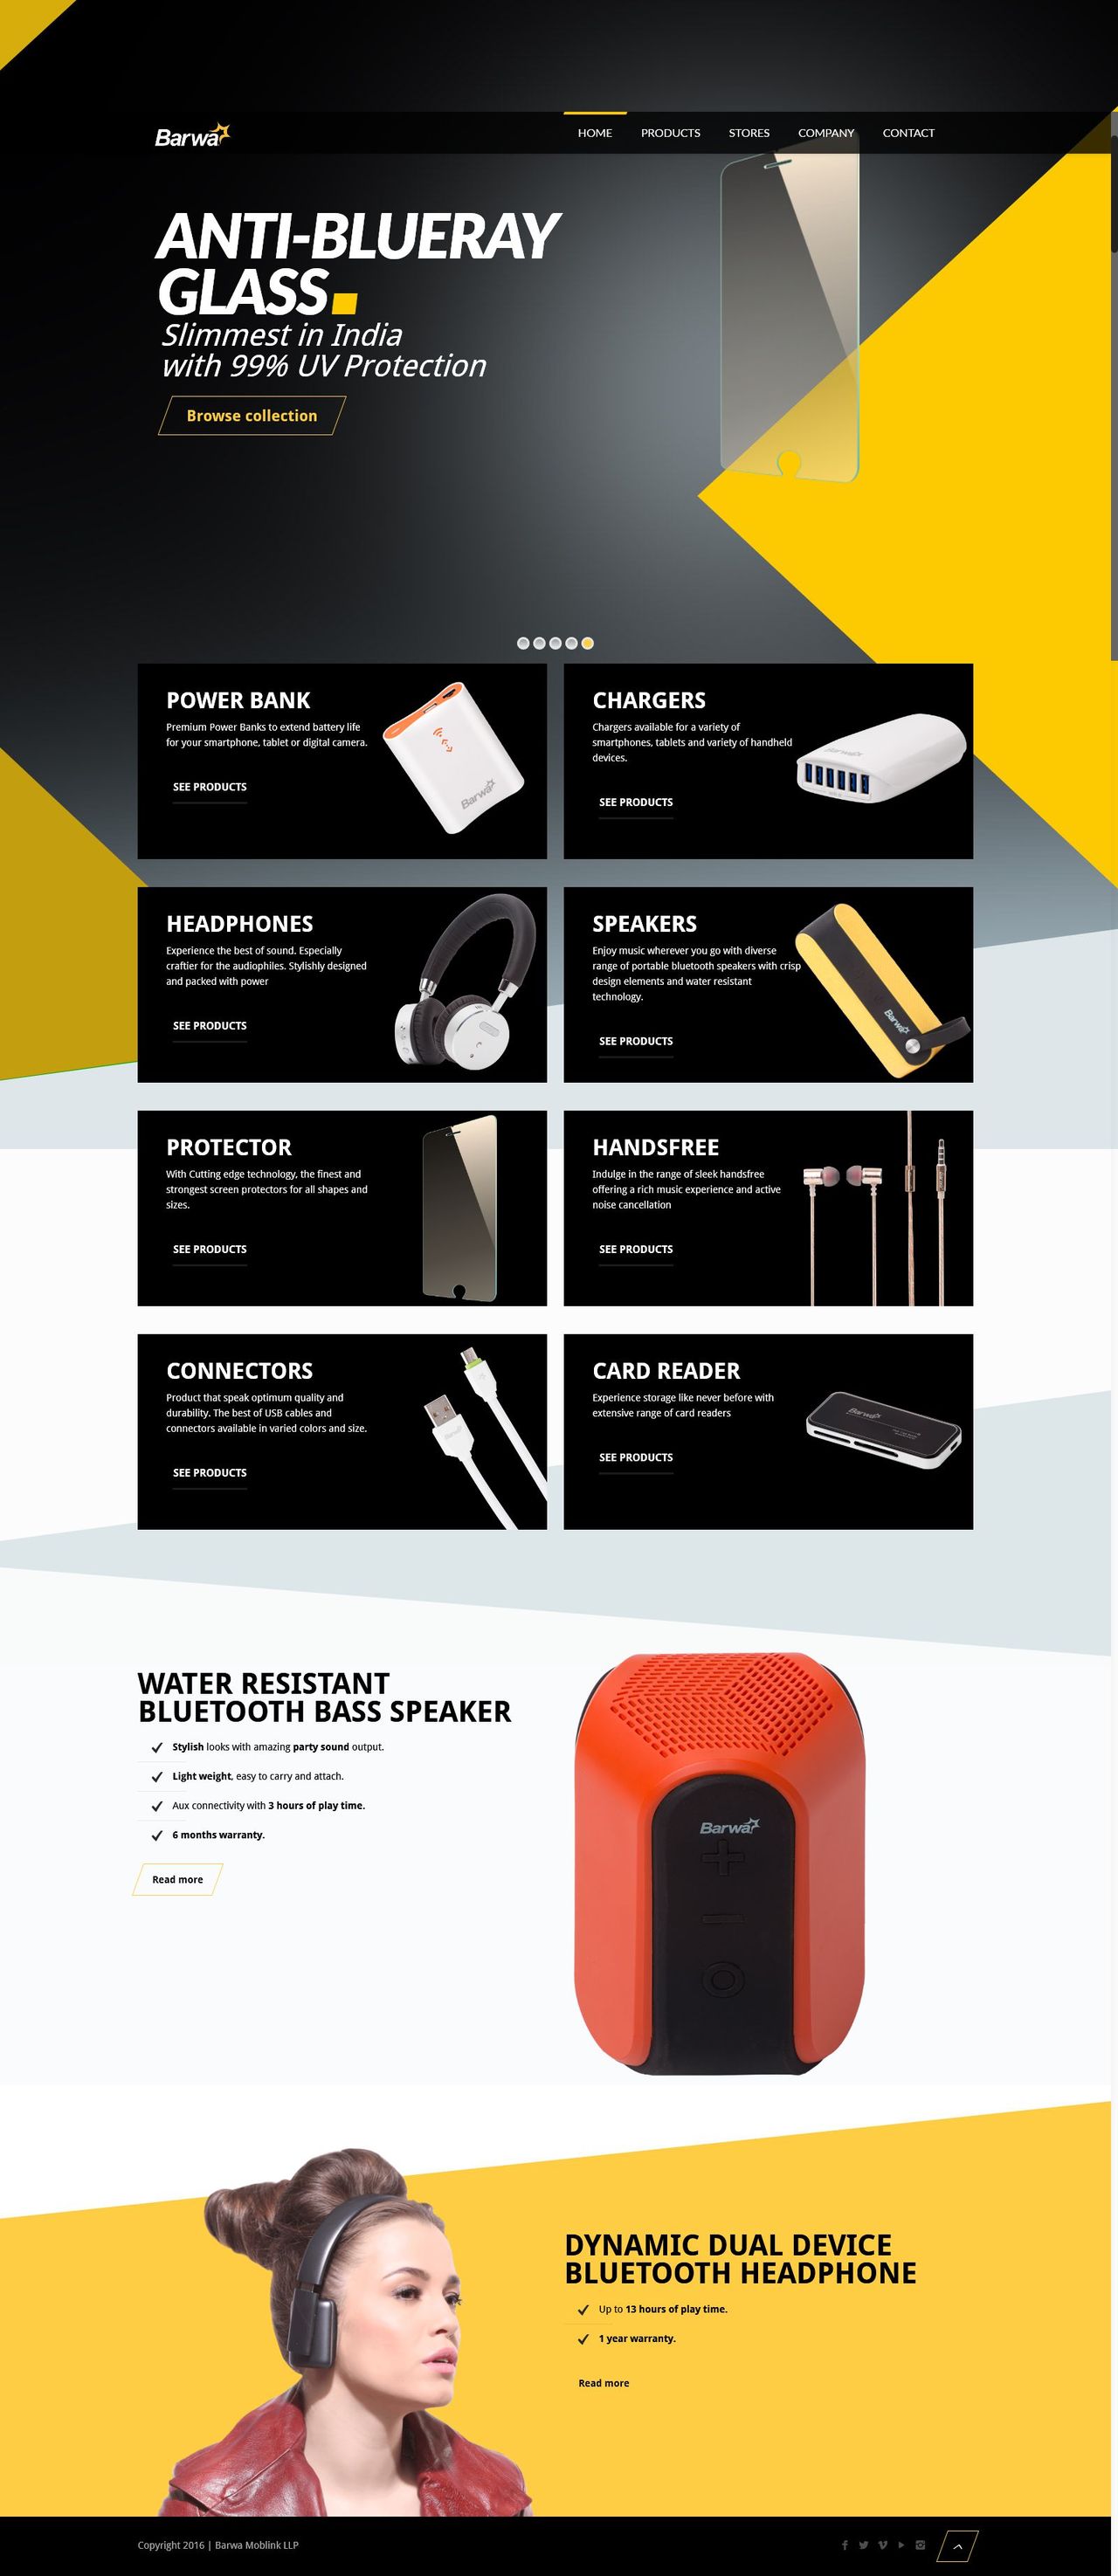 Barwa
HOME PRODUCTS STORES COMPANY CONTACT
ANTI-BLUERAY
GLASS.
Slimmest in India
with 99% UV Protection
Browse collection
POWER BANK
Premium Power Banks to extend battery life
for your smartphone, tablet or digital camera.
SEE PRODUCTS
Barwa
CHARGERS
Chargers available for a variety of
smartphones, tablets and variety of handheld
devices.
SEE PRODUCTS
Barwa
HEADPHONES
Experience the best of sound. Especially
craftier for the audiophiles. Stylishly designed
and packed with power
SEE PRODUCTS
SPEAKERS
Enjoy music wherever you go with diverse
range of portable bluetooth speakers with crisp
design elements and water resistant
technology.
SEE PRODUCTS
Barwa
PROTECTOR
With Cutting edge technology, the finest and
strongest screen protectors for all shapes and
sizes.
SEE PRODUCTS
HANDSFREE
Indulge in the range of sleek handsfree
offering a rich music experience and active
noise cancellation
SEE PRODUCTS
CONNECTORS
Product that speak optimum quality and
durability. The best of USB cables and
connectors available in varied colors and size.
SEE PRODUCTS
Barwa
CARD READER
Experience storage like never before with
extensive range of card readers
SEE PRODUCTS
Barwa
WATER RESISTANT
BLUETOOTH BASS SPEAKER
Stylish looks with amazing party sound output.
Light weight, easy to carry and attach.
Aux connectivity with 3 hours of play time.
6 months warranty.
Read more
Barwa
DYNAMIC DUAL DEVICE
BLUETOOTH HEADPHONE
Up to 13 hours of play time.
1 year warranty.
Read more
Copyright 2016 | Barwa Moblink LLP